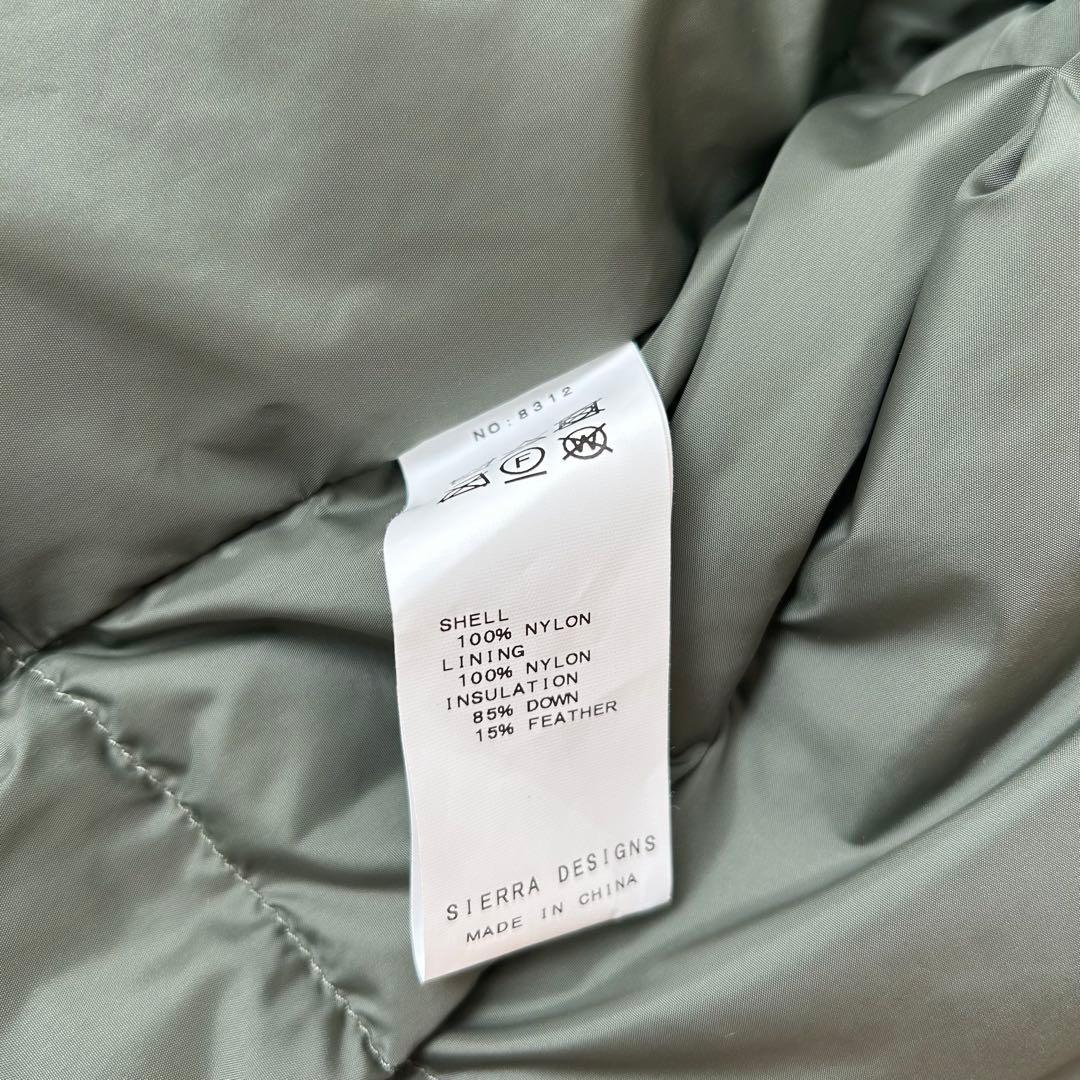 NO:8312
F W
SHELL
100% NYLON
LINING
100% NYLON
INSULATION
85% DOWN
15% FEATHER
SIERRA DESIGNS
MADE IN CHINA